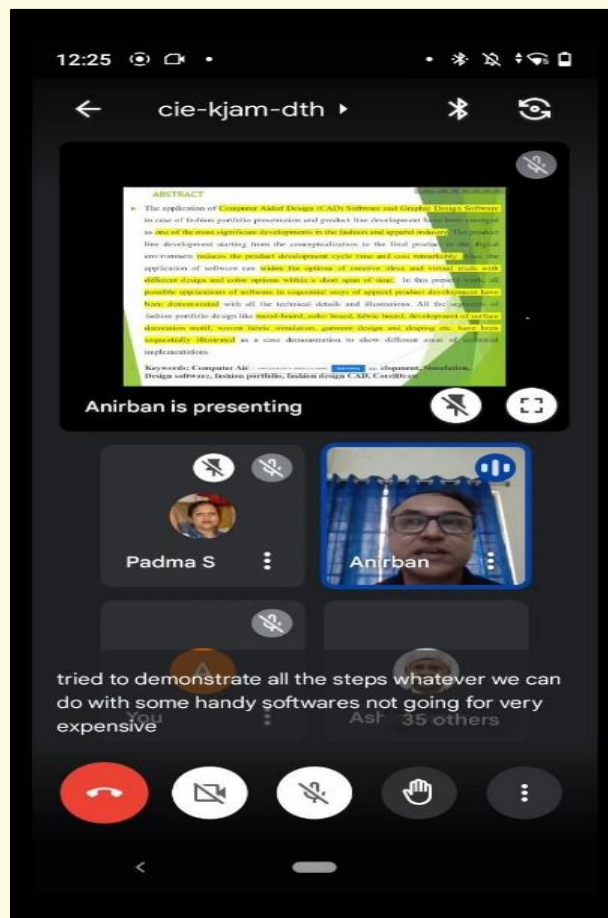 12:25
cie-kjam-dth
ABSTRACT
The application of Computer Aided Design (CAD) Software and Graphic Design Software
in case of fashion portfolio presentation and product line development have been emerged
as one of the most significant developments in the fashion and apparel industry. The product
line development starting from the conceptualization to the final product in the digital
environment reduces the product development cycle time and cost remarkably. Also, the
application of software can widen the options of creative ideas and virtual trials with
different design and color options within a short span of time. In this present work, all
possible applications of software in sequential steps of apparel product development have
been demonstrated with all the technical details and illustrations. All the segments of
fashion portfolio design like mood-board, color board, fabric board, development of surface
decoration motif, woven fabric simulation, garment design and draping etc. have been
sequentially illustrated as a case demonstration to show different areas of technical
implementations
Keywords: Computer Aid elopment, Simulation,
Design software, fashion portfolio, fashion design CAD, CorelDraw
Anirban is presenting
Padma S
Anirban
A
You
Ash
35 others
tried to demonstrate all the steps whatever we can
do with some handy softwares not going for very
expensive